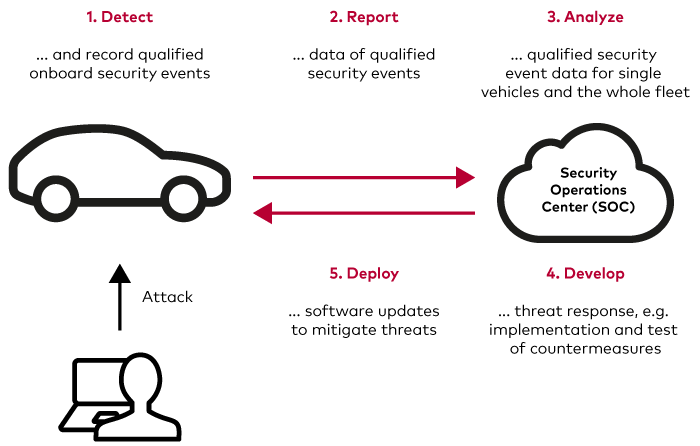 1. Detect
... and record qualified
onboard security events
2. Report
... data of qualified
security events
3. Analyze
... qualified security
event data for single
vehicles and the whole fleet
Security
Operations
Center (SOC)
Attack
5. Deploy
... software updates
to mitigate threats
4. Develop
... threat response, e.g.
implementation and test
of countermeasures